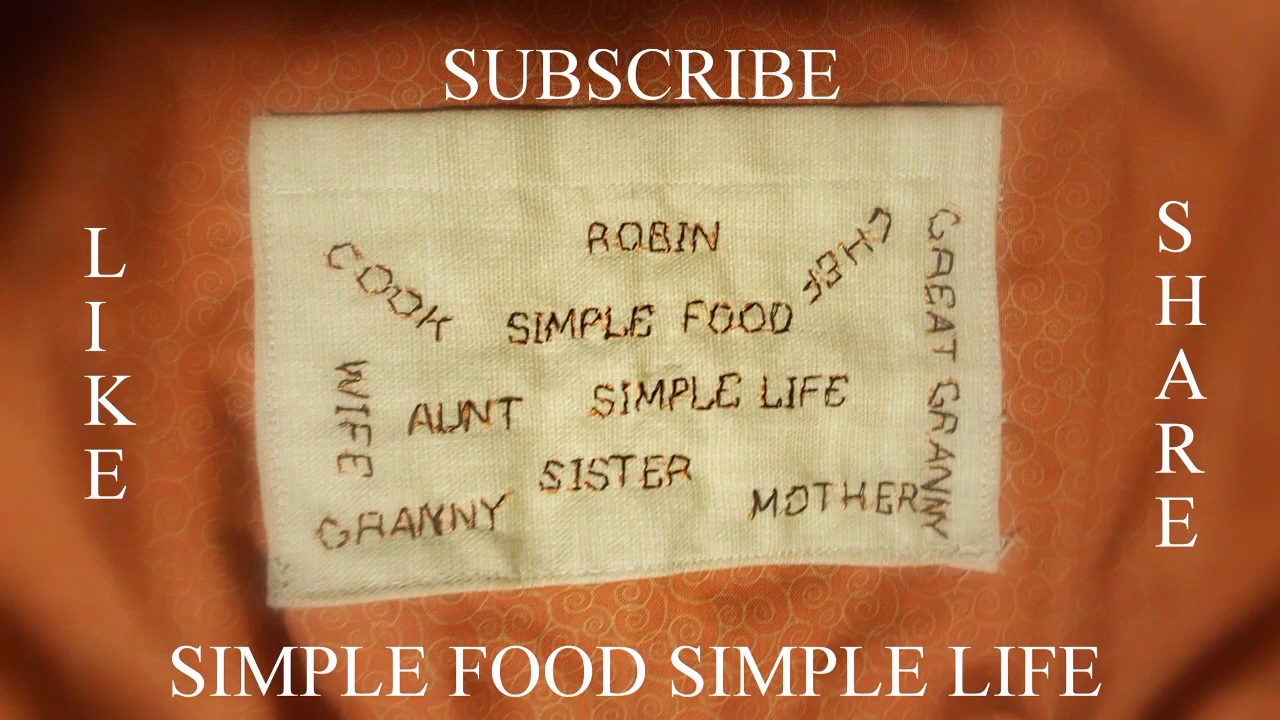 SUBSCRIBE
LIKE
SHARE
ROBIN
COOK
CHEF
GREAT GRANNY
SIMPLE FOOD
SIMPLE LIFE
WIFE
AUNT
SISTER
GRANNY
MOTHER
SIMPLE FOOD SIMPLE LIFE